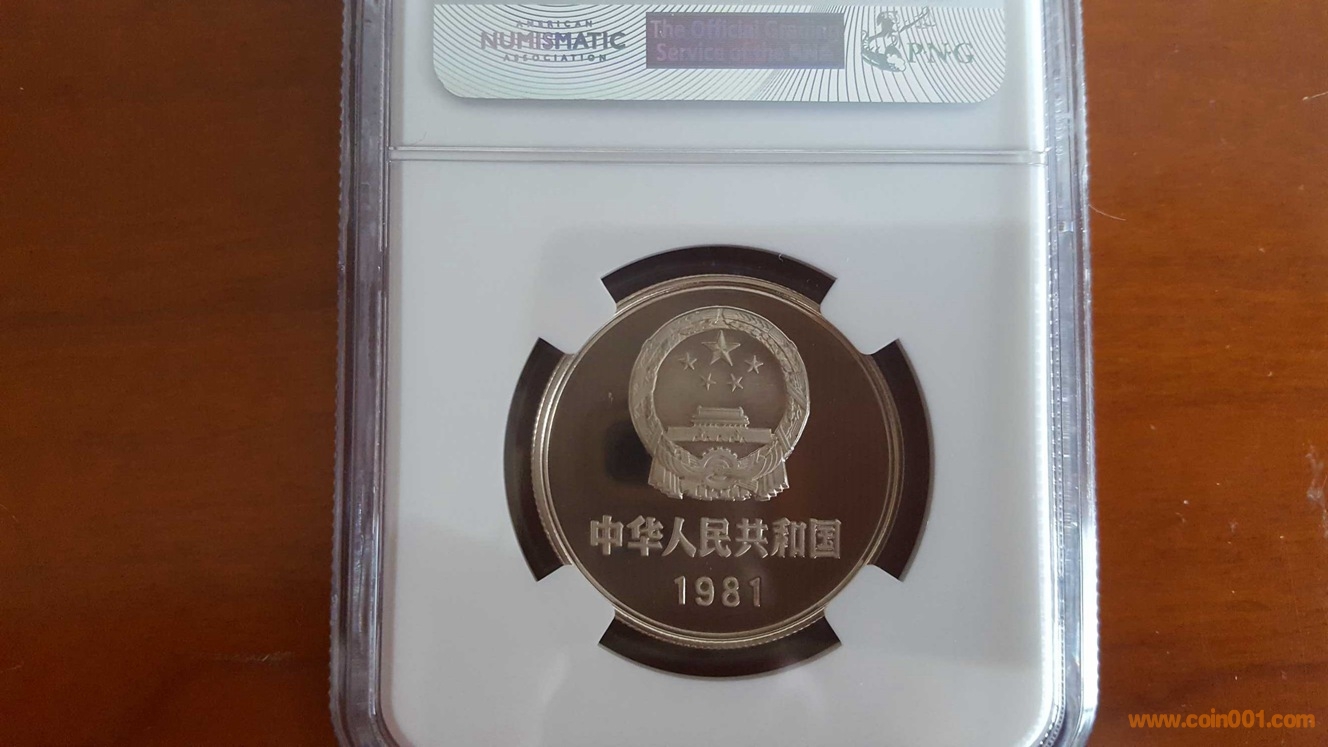 AMERICAN
NUMISMATIC
ASSOCIATION
The Official Grading
Service of the
PNG
中华人民共和国
1981
www.coin001.com